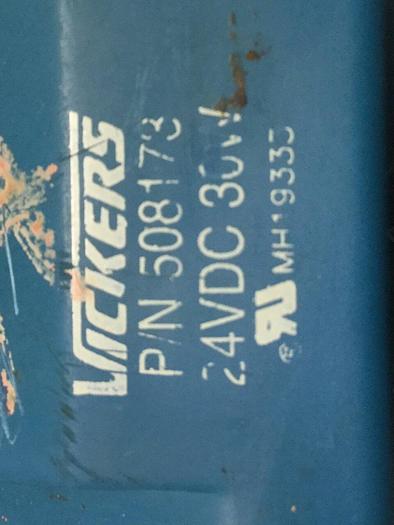 VICKERS
P/N 508173
24VDC 30W
MH19335